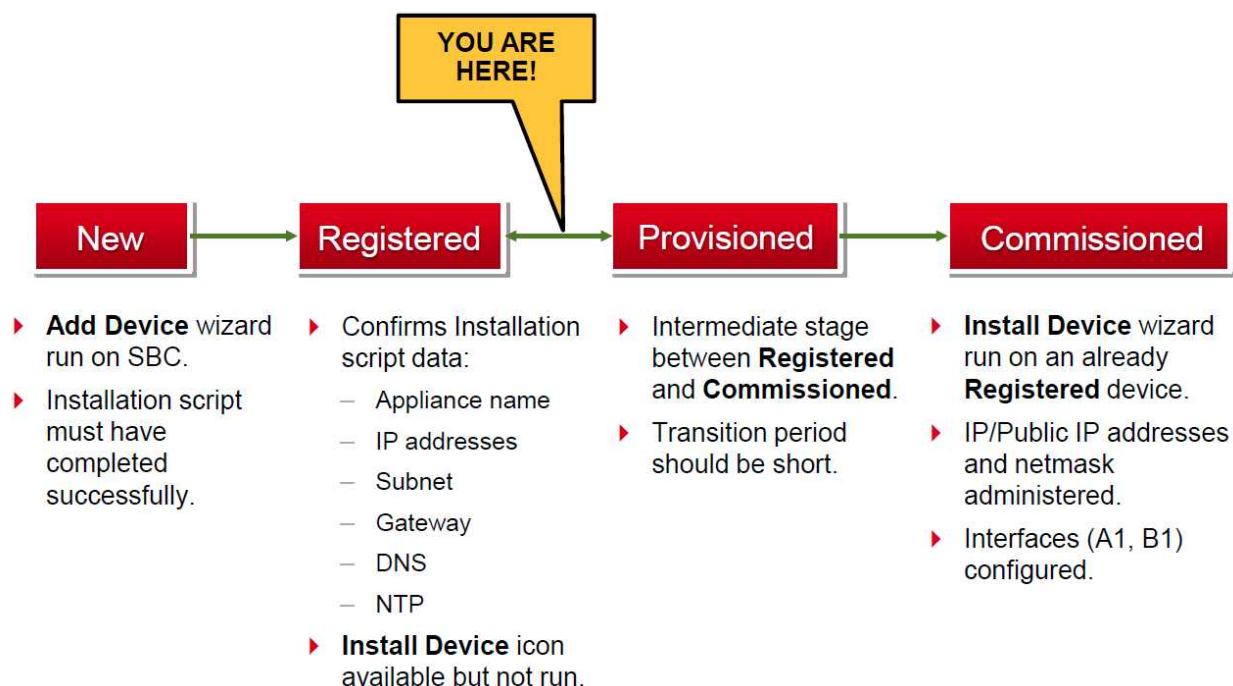 YOU ARE
HERE!
New
Registered
Provisioned
Commissioned
Add Device wizard
run on SBC.
Installation script
must have
completed
successfully.
Confirms Installation
script data:
– Appliance name
– IP addresses
– Subnet
– Gateway
– DNS
– NTP
Install Device icon
available but not run.
Intermediate stage
between Registered
and Commissioned.
Transition period
should be short.
Install Device wizard
run on an already
Registered device.
IP/Public IP addresses
and netmask
administered.
Interfaces (A1, B1)
configured.